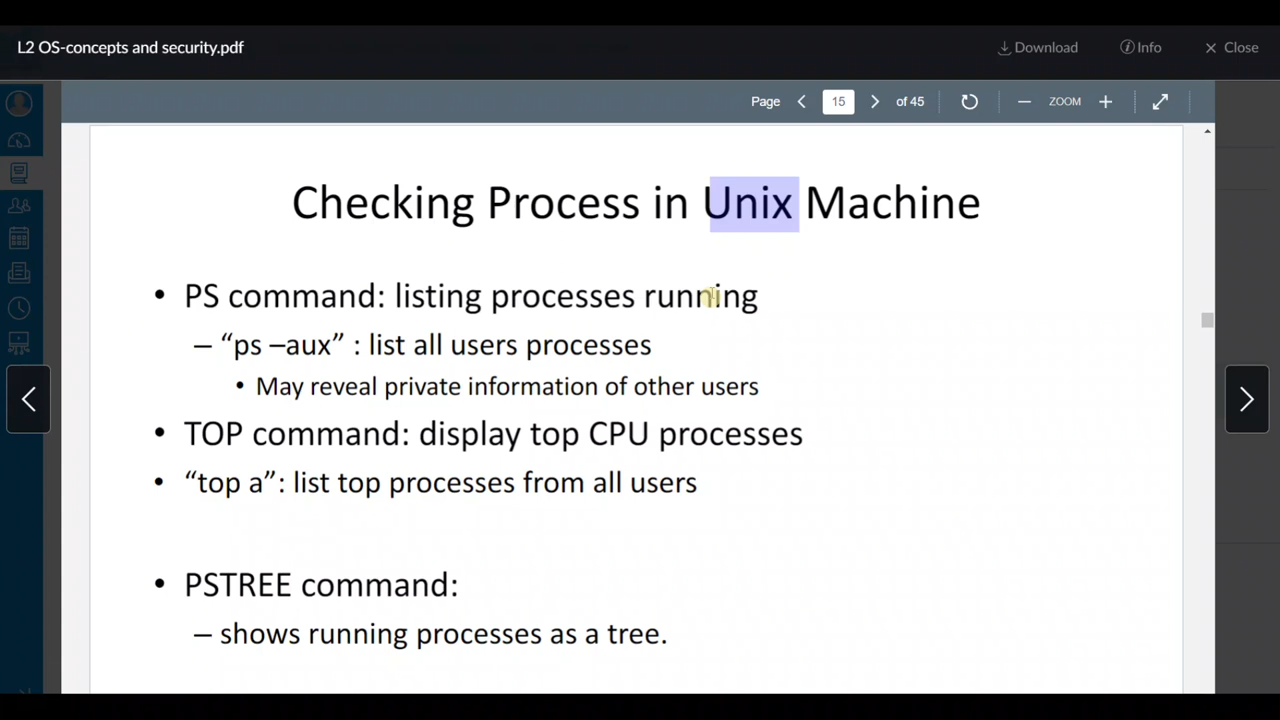 L2 OS-concepts and security.pdf
Download
Info
Close
Page 15 of 45
ZOOM
Checking Process in Unix Machine
• PS command: listing processes running
– “ps –aux” : list all users processes
• May reveal private information of other users
• TOP command: display top CPU processes
• “top a”: list top processes from all users
• PSTREE command:
– shows running processes as a tree.